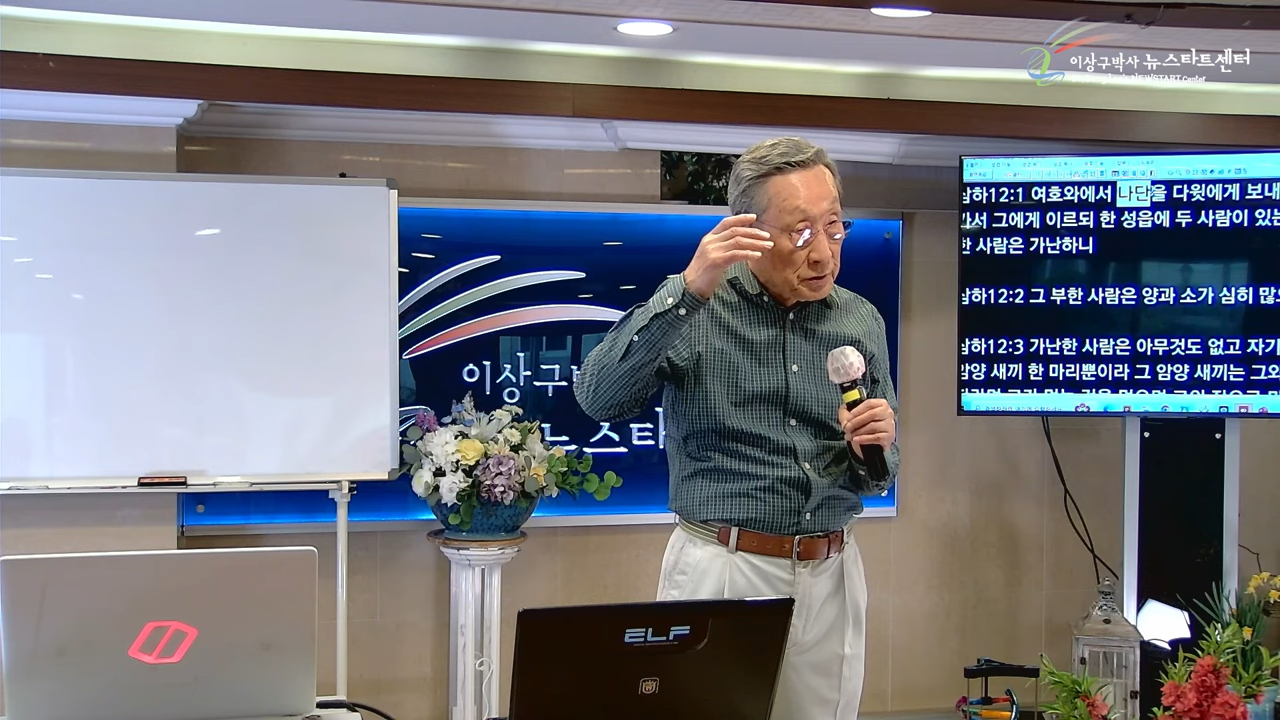 이상구박사 뉴스타트센터
삼하12:1 여호와께서 나단을 다윗에게 보내
가서 그에게 이르되 한 성읍에 두 사람이 있는
한 사람은 가난하니
삼하12:2 그 부한 사람은 양과 소가 심히 많으
삼하12:3 가난한 사람은 아무것도 없고 자기
암양 새끼 한 마리뿐이라 그 암양 새끼는 그와
이상구
뉴스타
ELF